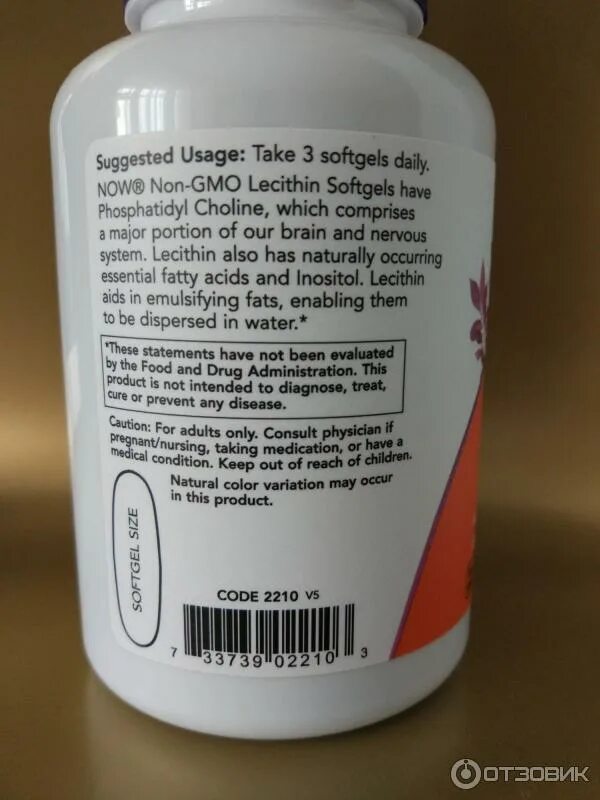 Suggested Usage: Take 3 softgels daily.
NOW® Non-GMO Lecithin Softgels have
Phosphatidyl Choline, which comprises
a major portion of our brain and nervous
system. Lecithin also has naturally occurring
essential fatty acids and Inositol. Lecithin
aids in emulsifying fats, enabling them
to be dispersed in water.*
*These statements have not been evaluated
by the Food and Drug Administration. This
product is not intended to diagnose, treat,
cure or prevent any disease.
Caution: For adults only. Consult physician if
pregnant/nursing, taking medication, or have a
medical condition. Keep out of reach of children.
Natural color variation may occur
in this product.
SOFTGEL SIZE
CODE 2210 V5
7 33739 02210 3
ОТЗОВИК